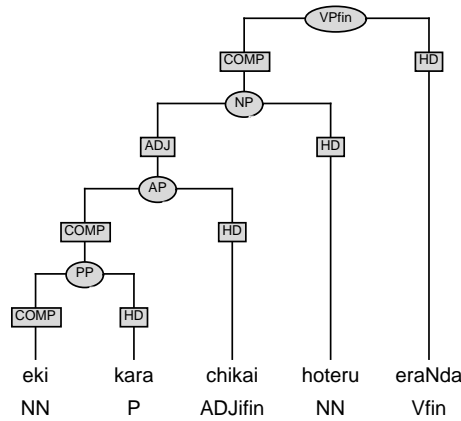 VPfin
COMP HD
NP
ADJ HD
AP
COMP HD
PP
COMP HD
eki kara chikai hoteru eraNda
NN P ADJifin NN Vfin